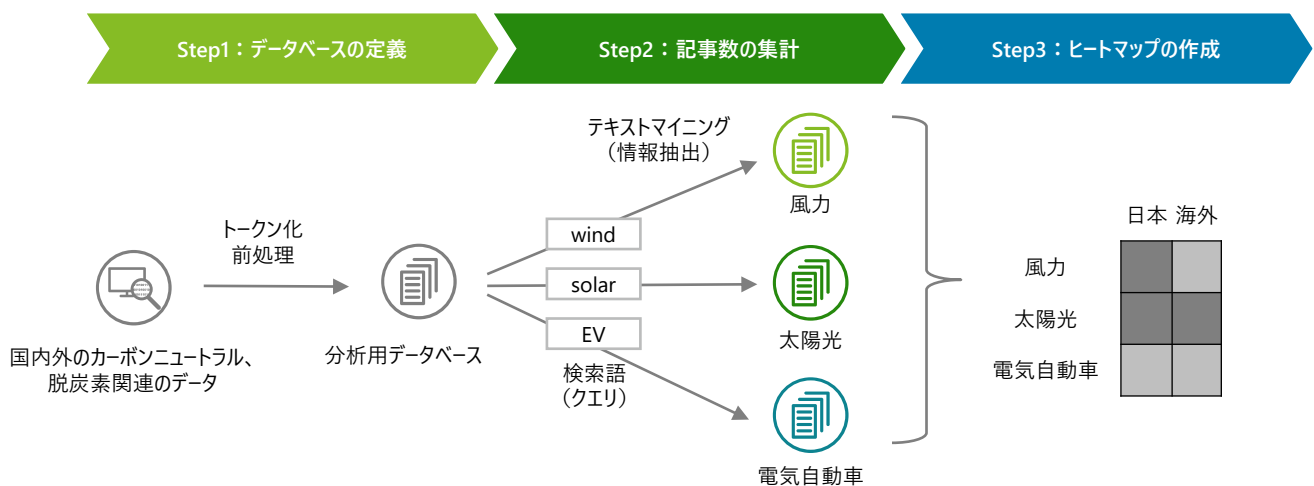 Step1：データベースの定義
Step2：記事数の集計
Step3：ヒートマップの作成
テキストマイニング
（情報抽出）
風力
トークン化
前処理
wind
solar
EV
太陽光
国内外のカーボンニュートラル、
脱炭素関連のデータ
分析用データベース
検索語
（クエリ）
電気自動車
日本 海外
風力
太陽光
電気自動車